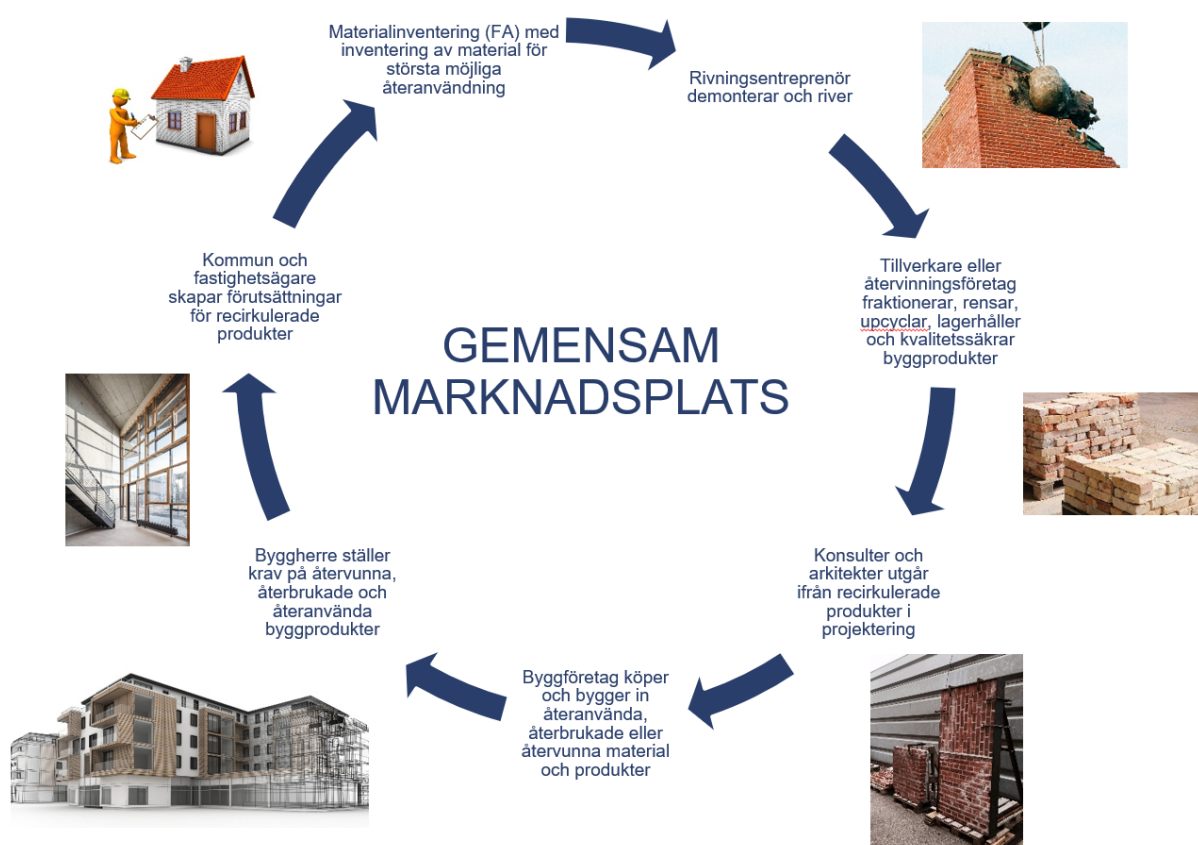 Materialinventering (FA) med
inventering av material för
största möjliga
återanvändning
Rivningsentreprenör
demonterar och river
Tillverkare eller
återvinningsföretag
fraktionerar, rensar,
upcyclar, lagerhåller
och kvalitetssäkrar
byggprodukter
Konsulter och
arkitekter utgår
ifrån recirkulerade
produkter i
projektering
Byggföretag köper
och bygger in
återanvända,
återbrukade eller
återvunna material
och produkter
Byggherre ställer
krav på återvunna,
återbrukade och
återanvända
byggprodukter
Kommun och
fastighetsägare
skapar förutsättningar
för recirkulerade
produkter
GEMENSAM
MARKNADSPLATS